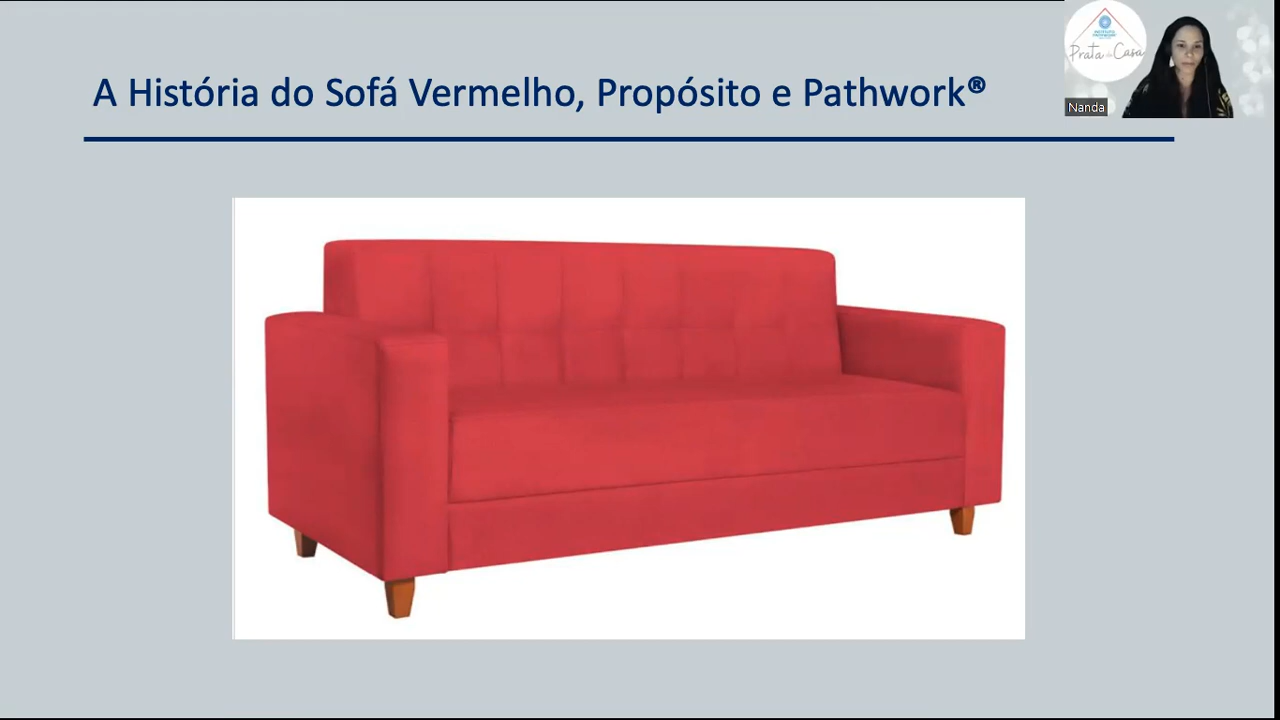 A História do Sofá Vermelho, Propósito e Pathwork®
Prata da Casa
Nanda